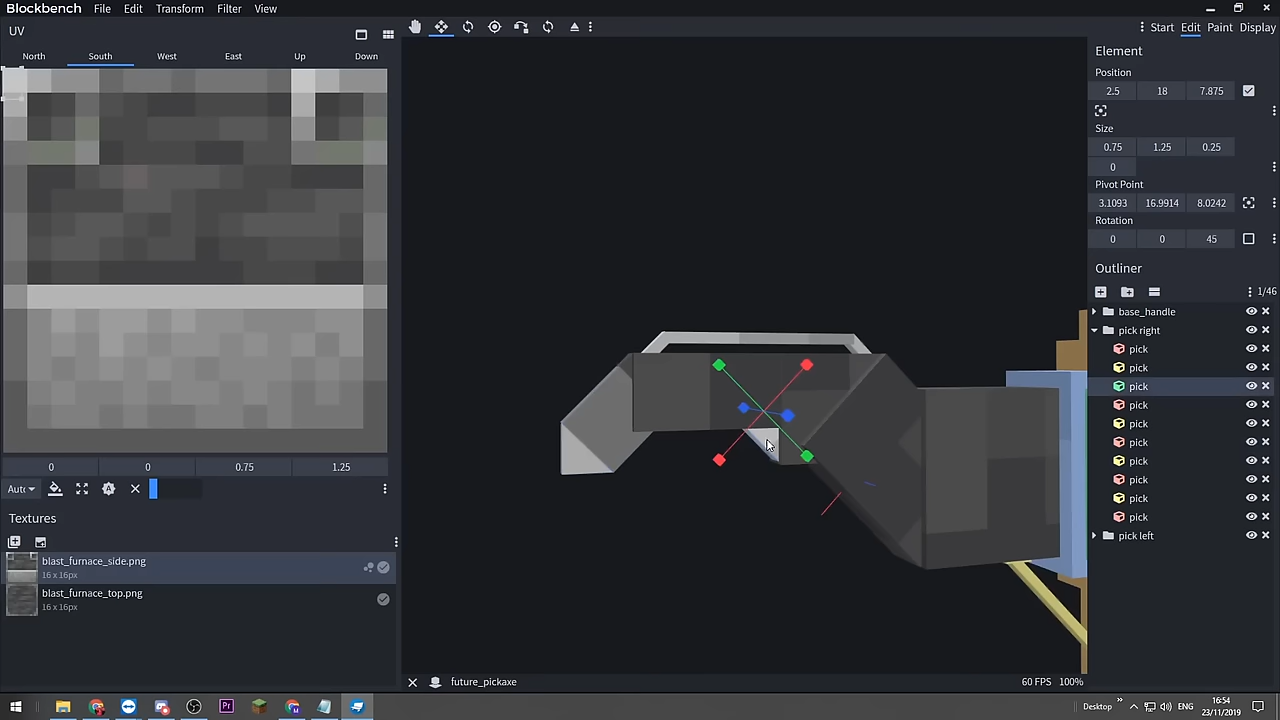 Blockbench File Edit Transform Filter View
UV
North South West East Up Down
0 0 0.75 1.25
Auto
Textures
blast_furnace_side.png
16 x 16px
blast_furnace_top.png
16 x 16px
future_pickaxe
60 FPS 100%
Start Edit Paint Display
Element
Position
2.5 18 7.875
Size
0.75 1.25 0.25
0
Pivot Point
3.1093 16.9914 8.0242
Rotation
0 0 45
Outliner
1/46
base_handle
pick right
pick
pick
pick
pick
pick
pick
pick
pick
pick
pick
pick left
Pr
Desktop » ENG
16:54
23/11/2019